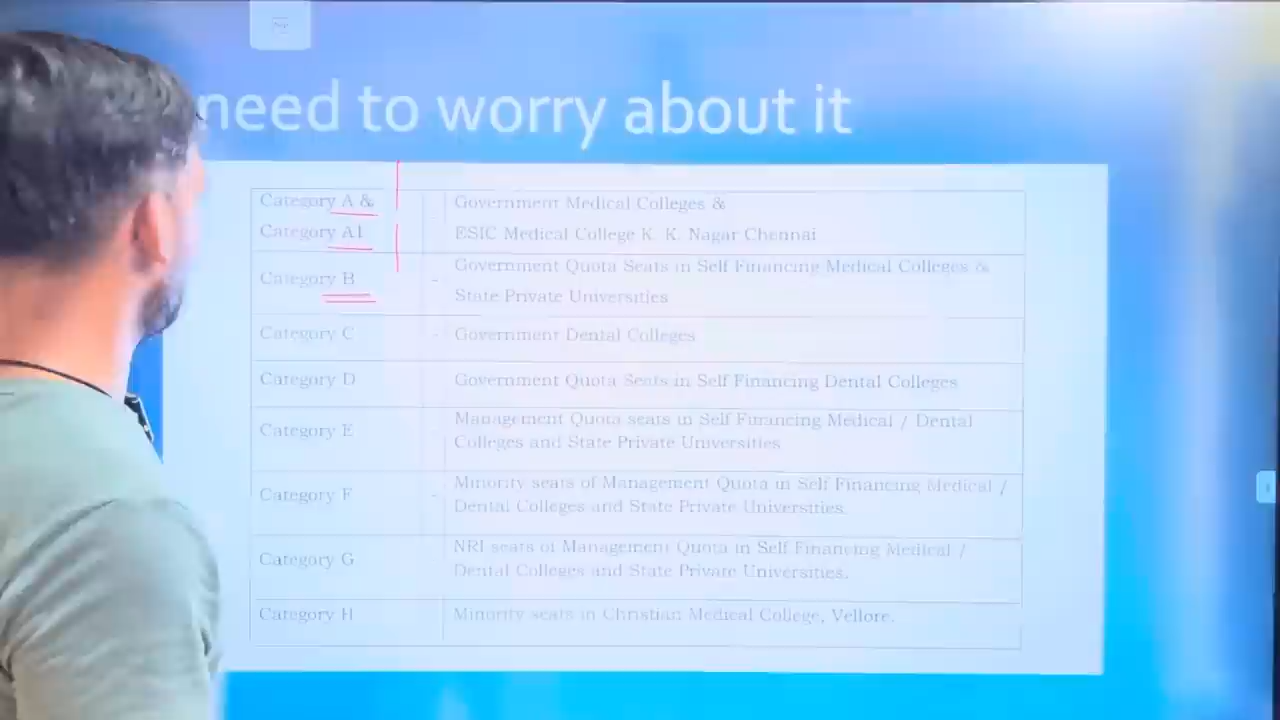 need to worry about it
Category A &
Category A1
- Government Medical Colleges &
ESIC Medical College K. K. Nagar Chennai
Category B
- Government Quota Seats in Self Financing Medical Colleges &
State Private Universities
Category C - Government Dental Colleges
Category D - Government Quota Seats in Self Financing Dental Colleges
Category E
Management Quota seats in Self Financing Medical / Dental
Colleges and State Private Universities
Category F
- Minority seats of Management Quota in Self Financing Medical /
Dental Colleges and State Private Universities
Category G
NRI seats of Management Quota in Self Financing Medical /
Dental Colleges and State Private Universities.
Category H Minority seats in Christian Medical College, Vellore.